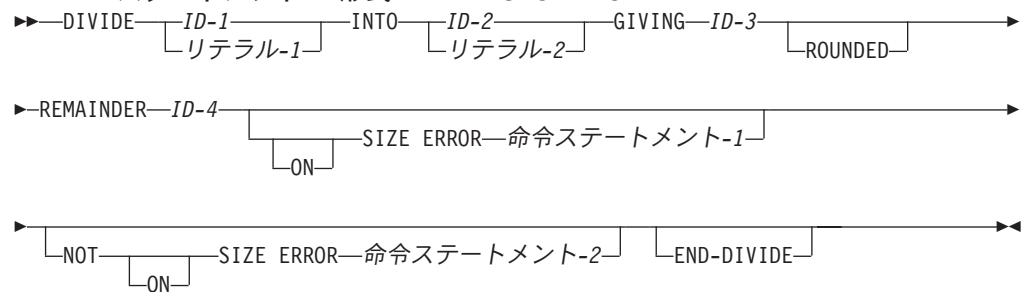 DIVIDE ID-1 INTO ID-2 GIVING ID-3
リテラル-1 リテラル-2 ROUNDED
REMAINDER ID-4
SIZE ERROR 命令ステートメント-1
ON
NOT SIZE ERROR 命令ステートメント-2 END-DIVIDE
ON